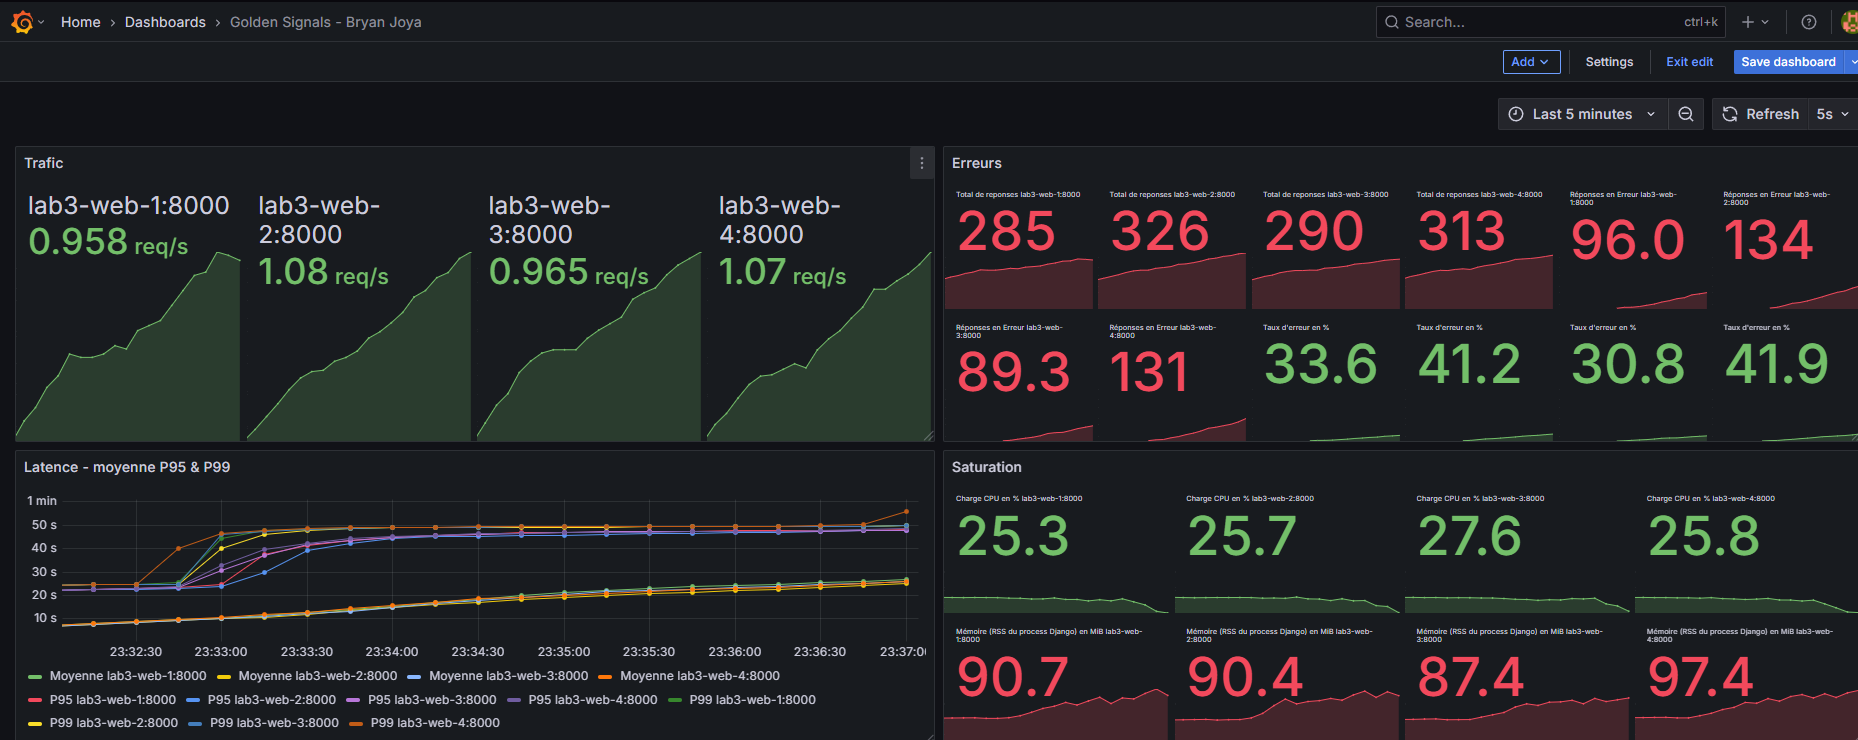 Home › Dashboards › Golden Signals - Bryan Joya
Search... ctrl+k
Add Settings Exit edit Save dashboard
Last 5 minutes Refresh 5s
Trafic
lab3-web-1:8000
0.958 req/s
lab3-web-
2:8000
1.08 req/s
lab3-web-
3:8000
0.965 req/s
lab3-web-
4:8000
1.07 req/s
Erreurs
Total de reponses lab3-web-1:8000
285
Total de reponses lab3-web-2:8000
326
Total de reponses lab3-web-3:8000
290
Total de reponses lab3-web-4:8000
313
Réponses en Erreur lab3-web-
1:8000
96.0
Réponses en Erreur lab3-web-
2:8000
134
Réponses en Erreur lab3-web-
3:8000
89.3
Réponses en Erreur lab3-web-
4:8000
131
Taux d'erreur en %
33.6
Taux d'erreur en %
41.2
Taux d'erreur en %
30.8
Taux d'erreur en %
41.9
Latence - moyenne P95 & P99
1 min
50 s
40 s
30 s
20 s
10 s
23:32:30 23:33:00 23:33:30 23:34:00 23:34:30 23:35:00 23:35:30 23:36:00 23:36:30 23:37:0
Moyenne lab3-web-1:8000 Moyenne lab3-web-2:8000 Moyenne lab3-web-3:8000 Moyenne lab3-web-4:8000
P95 lab3-web-1:8000 P95 lab3-web-2:8000 P95 lab3-web-3:8000 P95 lab3-web-4:8000 P99 lab3-web-1:8000
P99 lab3-web-2:8000 P99 lab3-web-3:8000 P99 lab3-web-4:8000
Saturation
Charge CPU en % lab3-web-1:8000
25.3
Charge CPU en % lab3-web-2:8000
25.7
Charge CPU en % lab3-web-3:8000
27.6
Charge CPU en % lab3-web-4:8000
25.8
Mémoire (RSS du process Django) en MiB lab3-web-
1:8000
90.7
Mémoire (RSS du process Django) en MiB lab3-web-
2:8000
90.4
Mémoire (RSS du process Django) en MiB lab3-web-
3:8000
87.4
Mémoire (RSS du process Django) en MiB lab3-web-
4:8000
97.4